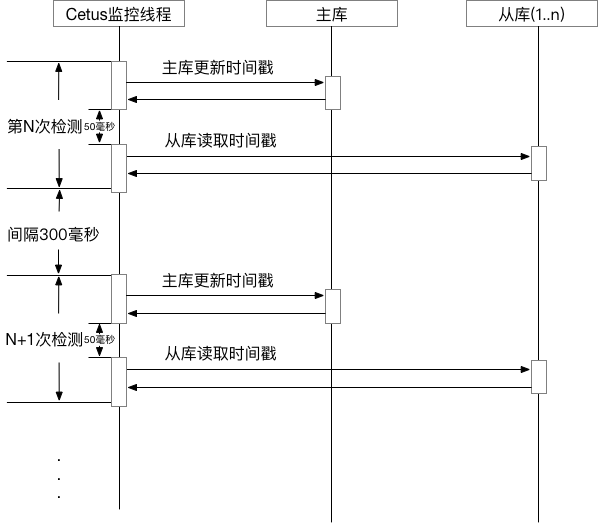 Cetus监控线程
主库
从库(1..n)
主库更新时间戳
第N次检测
50毫秒
从库读取时间戳
间隔300毫秒
主库更新时间戳
N+1次检测
50毫秒
从库读取时间戳
.
.
.